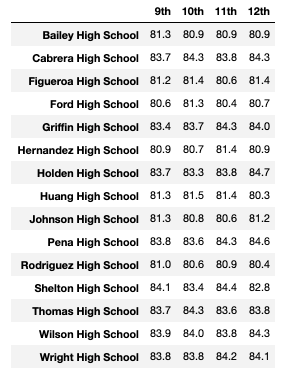 9th 10th 11th 12th
Bailey High School 81.3 80.9 80.9 80.9
Cabrera High School 83.7 84.3 83.8 84.3
Figueroa High School 81.2 81.4 80.6 81.4
Ford High School 80.6 81.3 80.4 80.7
Griffin High School 83.4 83.7 84.3 84.0
Hernandez High School 80.9 80.7 81.4 80.9
Holden High School 83.7 83.3 83.8 84.7
Huang High School 81.3 81.5 81.4 80.3
Johnson High School 81.3 80.8 80.6 81.2
Pena High School 83.8 83.6 84.3 84.6
Rodriguez High School 81.0 80.6 80.9 80.4
Shelton High School 84.1 83.4 84.4 82.8
Thomas High School 83.7 84.3 83.6 83.8
Wilson High School 83.9 84.0 83.8 84.3
Wright High School 83.8 83.8 84.2 84.1